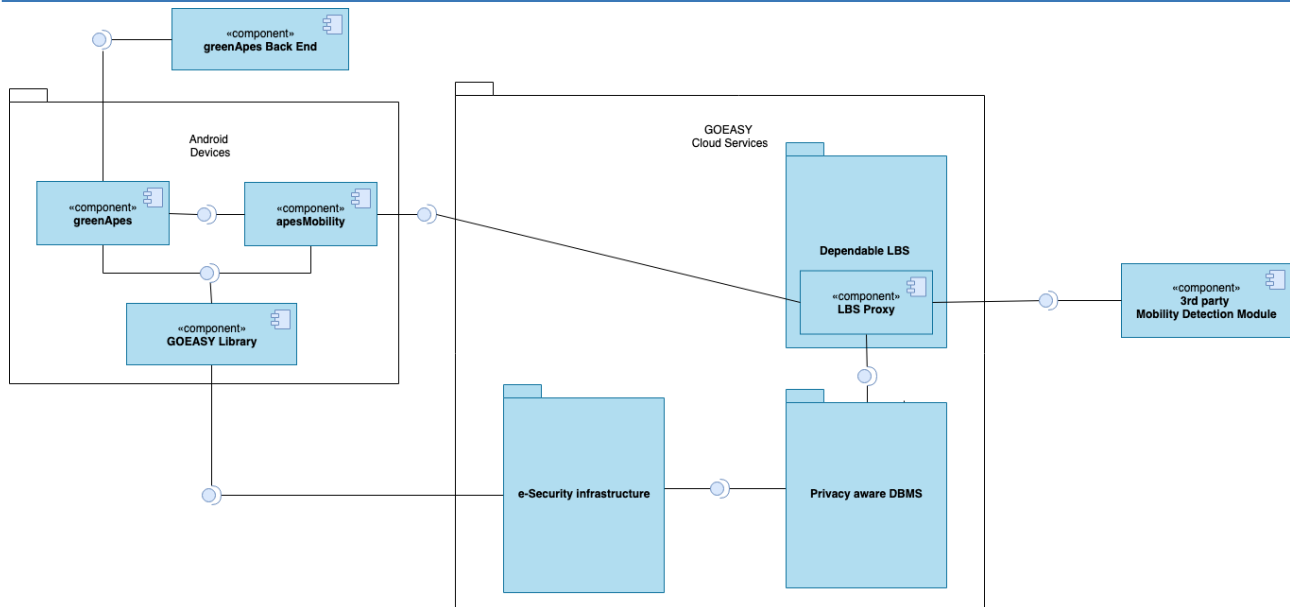 «component»
greenApes Back End
Android
Devices
GOEASY
Cloud Services
«component»
greenApes
«component»
apesMobility
Dependable LBS
«component»
LBS Proxy
«component»
3rd party
Mobility Detection Module
«component»
GOEASY Library
e-Security infrastructure
Privacy aware DBMS